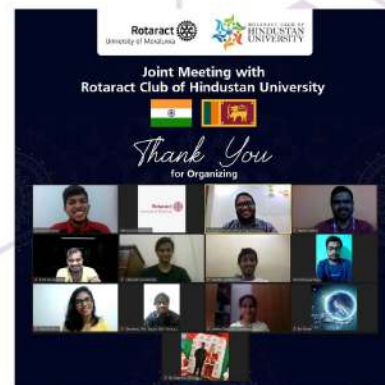 Rotaract
University of Moratuwa
ROTARACT CLUB OF
HINDUSTAN
UNIVERSITY
Joint Meeting with
Rotaract Club of Hindustan University
Thank You
for Organizing
Rotaract